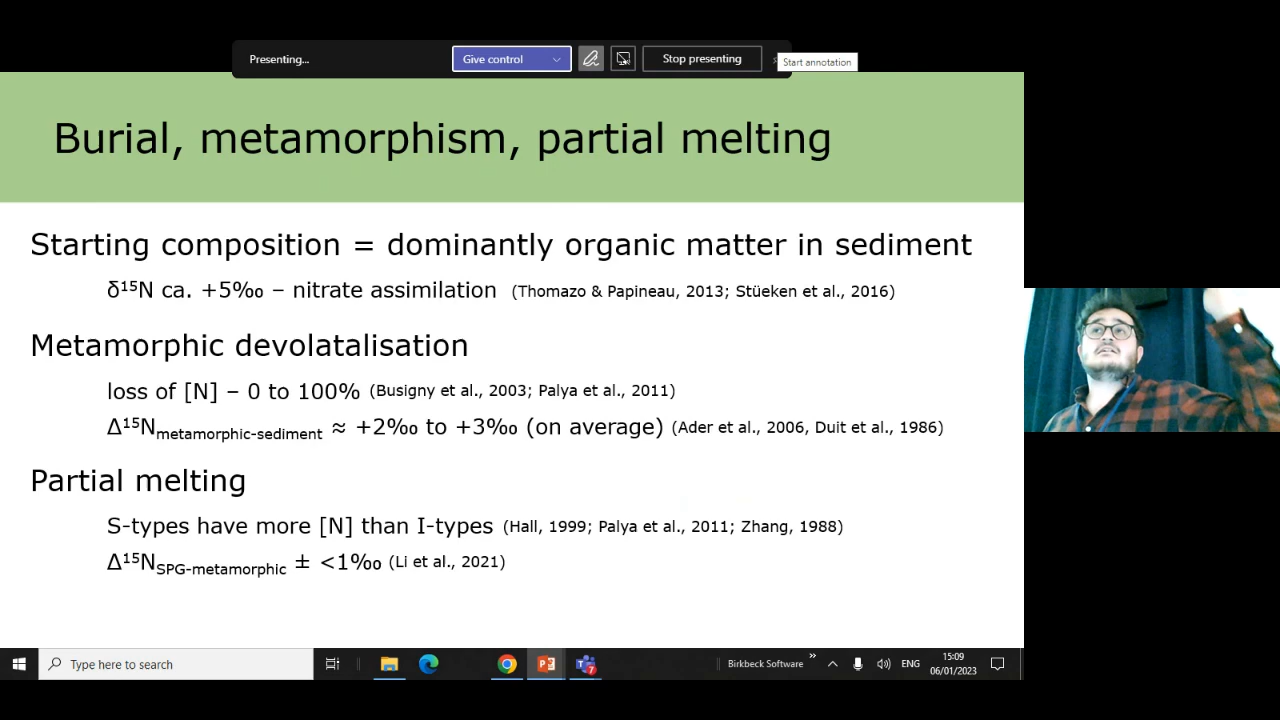 Presenting...
Give control
Stop presenting
Start annotation
Burial, metamorphism, partial melting
Starting composition = dominantly organic matter in sediment
δ¹⁵N ca. +5‰ – nitrate assimilation (Thomazo & Papineau, 2013; Stüeken et al., 2016)
Metamorphic devolatalisation
loss of [N] – 0 to 100% (Busigny et al., 2003; Palya et al., 2011)
Δ¹⁵Nmetamorphic-sediment ≈ +2‰ to +3‰ (on average) (Ader et al., 2006, Duit et al., 1986)
Partial melting
S-types have more [N] than I-types (Hall, 1999; Palya et al., 2011; Zhang, 1988)
Δ¹⁵NSPG-metamorphic ± <1‰ (Li et al., 2021)
Type here to search
7
Birkbeck Software
ENG
15:09
06/01/2023